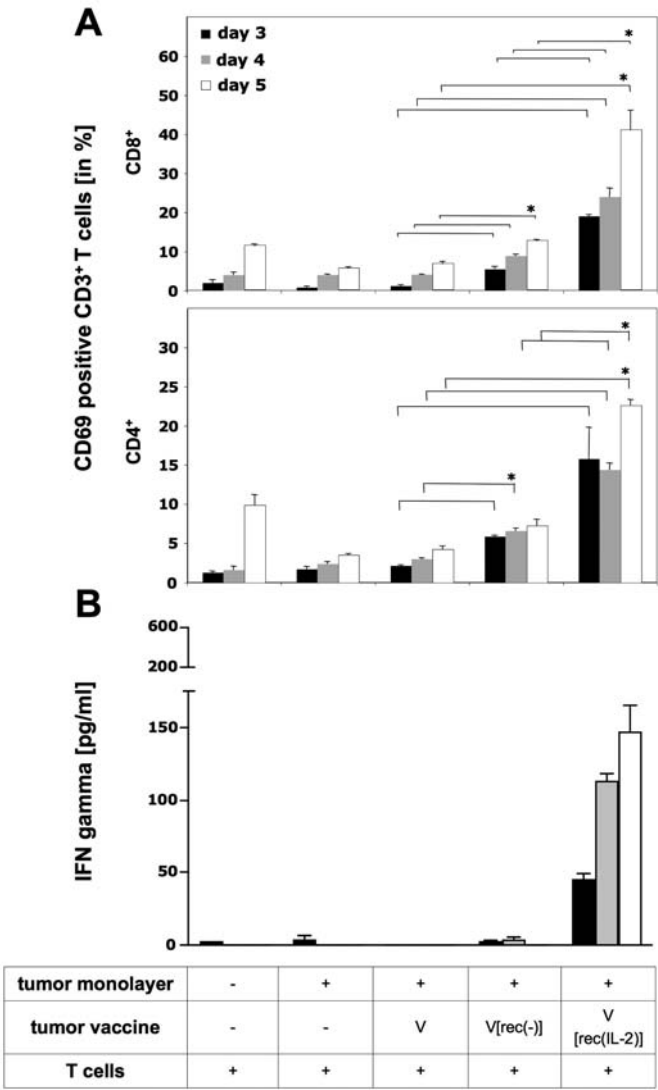 A
day 3
day 4
day 5
CD69 positive CD3⁺ T cells [in %]
CD8⁺
60
50
40
30
20
10
0
*
*
*
CD4⁺
30
25
20
15
10
5
0
*
*
*
B
IFN gamma [pg/ml]
600
200
150
100
50
0
tumor monolayer - + + + +
tumor vaccine - - V V[rec(-)] V
[rec(IL-2)]
T cells + + + + +